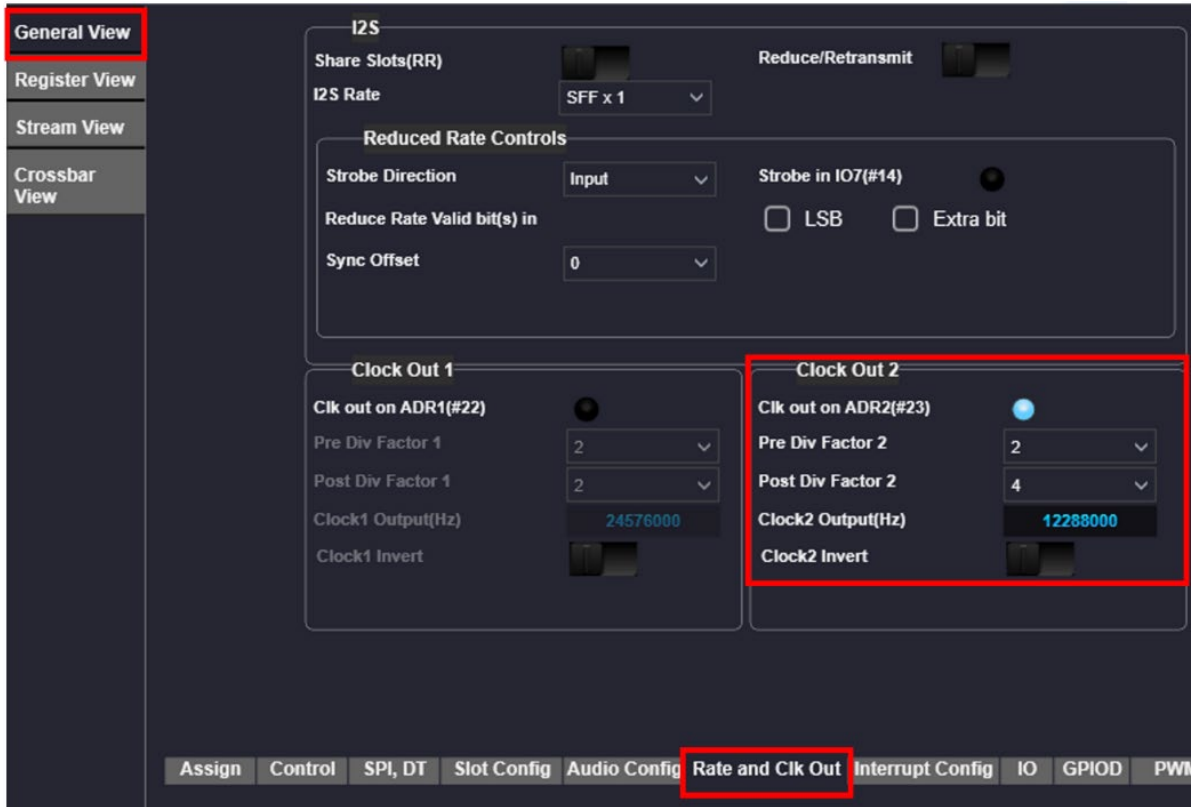 General View
Register View
Stream View
Crossbar
View
I2S
Share Slots(RR)
Reduce/Retransmit
I2S Rate
SFF x 1
Reduced Rate Controls
Strobe Direction
Input
Strobe in IO7(#14)
Reduce Rate Valid bit(s) in
LSB
Extra bit
Sync Offset
0
Clock Out 1
Clk out on ADR1(#22)
Pre Div Factor 1
2
Post Div Factor 1
2
Clock1 Output(Hz)
24576000
Clock1 Invert
Clock Out 2
Clk out on ADR2(#23)
Pre Div Factor 2
2
Post Div Factor 2
4
Clock2 Output(Hz)
12288000
Clock2 Invert
Assign
Control
SPI, DT
Slot Config
Audio Config
Rate and Clk Out
Interrupt Config
IO
GPIOD
PWM